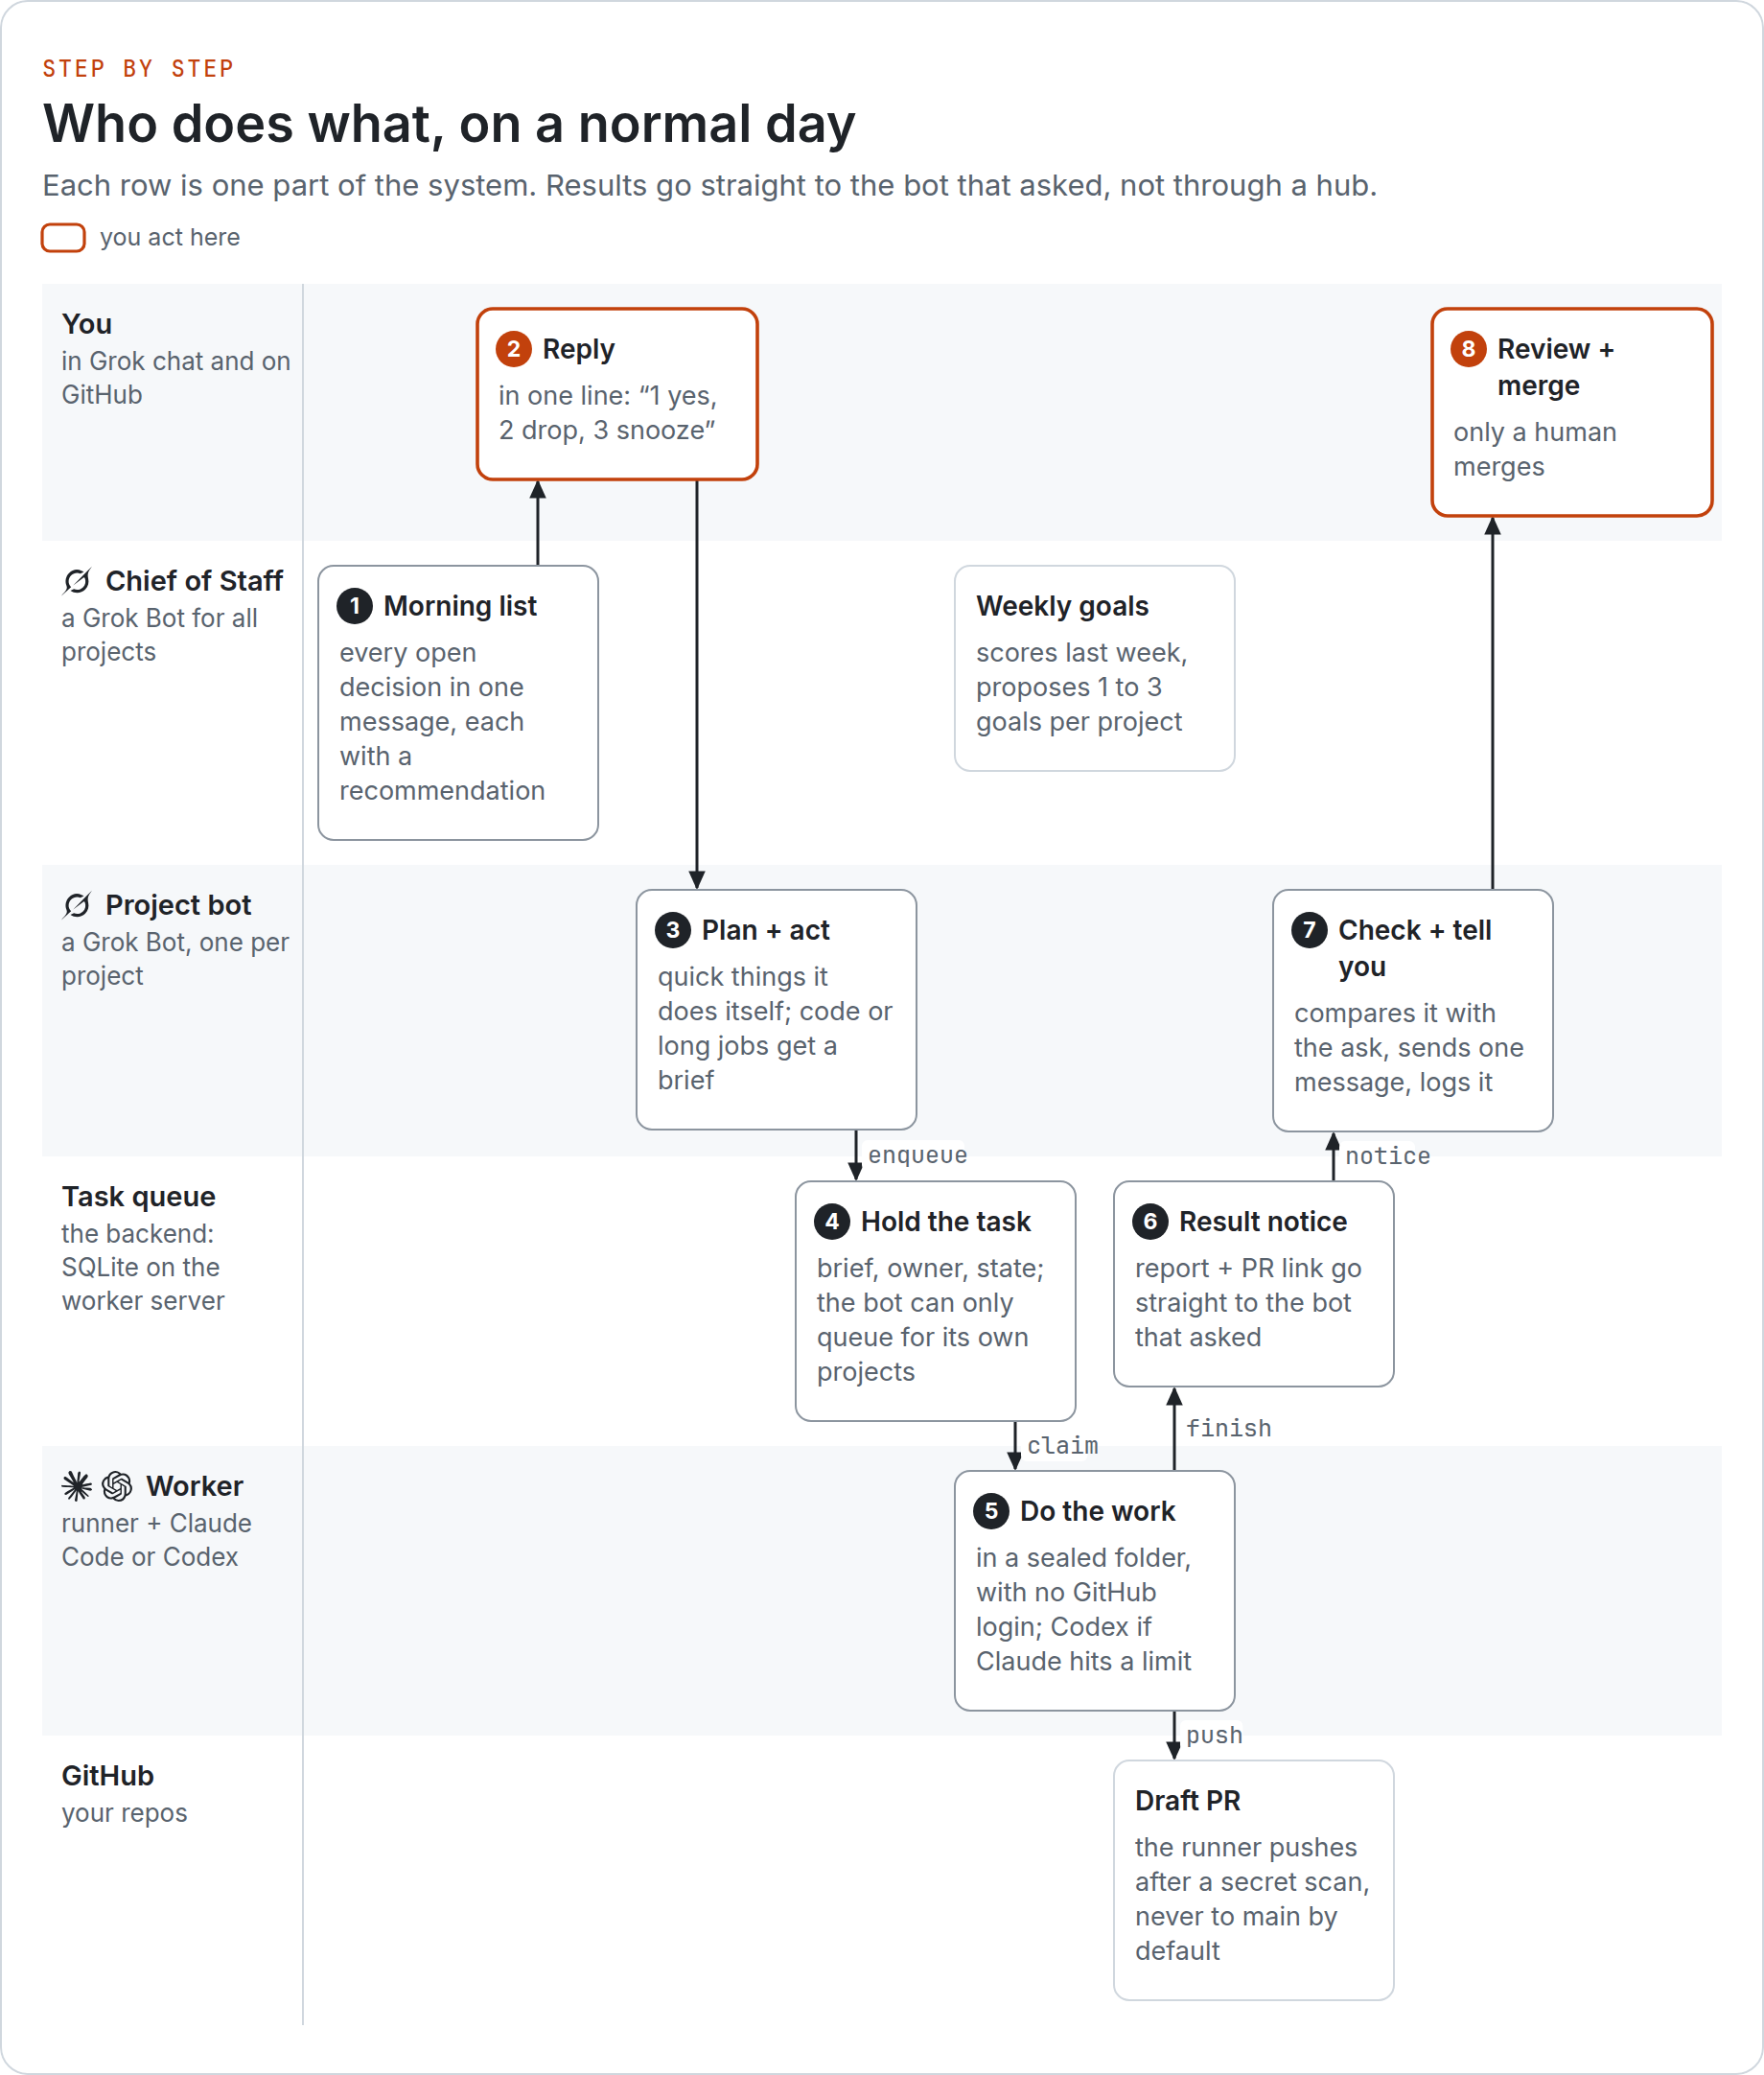 STEP BY STEP
Who does what, on a normal day
Each row is one part of the system. Results go straight to the bot that asked, not through a hub.
you act here
You
in Grok chat and on
GitHub
2 Reply
in one line: “1 yes,
2 drop, 3 snooze”
8 Review +
merge
only a human
merges
Chief of Staff
a Grok Bot for all
projects
1 Morning list
every open
decision in one
message, each
with a
recommendation
Weekly goals
scores last week,
proposes 1 to 3
goals per project
Project bot
a Grok Bot, one per
project
3 Plan + act
quick things it
does itself; code or
long jobs get a
brief
7 Check + tell
you
compares it with
the ask, sends one
message, logs it
enqueue
notice
Task queue
the backend:
SQLite on the
worker server
4 Hold the task
brief, owner, state;
the bot can only
queue for its own
projects
6 Result notice
report + PR link go
straight to the bot
that asked
claim
finish
Worker
runner + Claude
Code or Codex
5 Do the work
in a sealed folder,
with no GitHub
login; Codex if
Claude hits a limit
push
GitHub
your repos
Draft PR
the runner pushes
after a secret scan,
never to main by
default